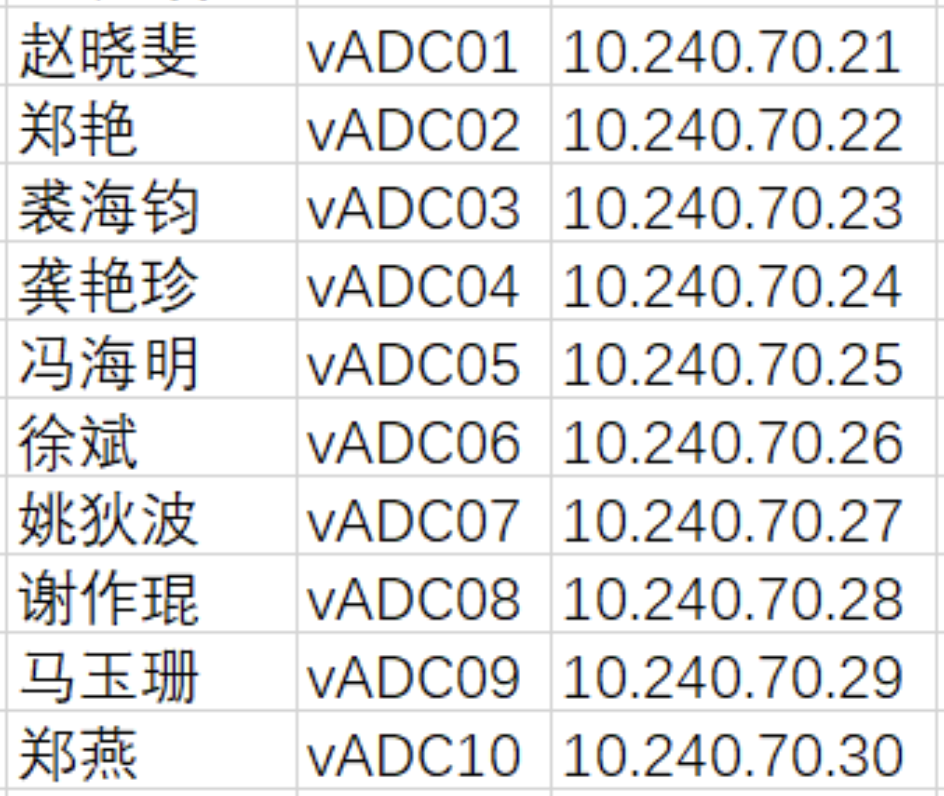 赵晓斐 vADC01 10.240.70.21
郑艳 vADC02 10.240.70.22
裘海钧 vADC03 10.240.70.23
龚艳珍 vADC04 10.240.70.24
冯海明 vADC05 10.240.70.25
徐斌 vADC06 10.240.70.26
姚狄波 vADC07 10.240.70.27
谢作琨 vADC08 10.240.70.28
马玉珊 vADC09 10.240.70.29
郑燕 vADC10 10.240.70.30